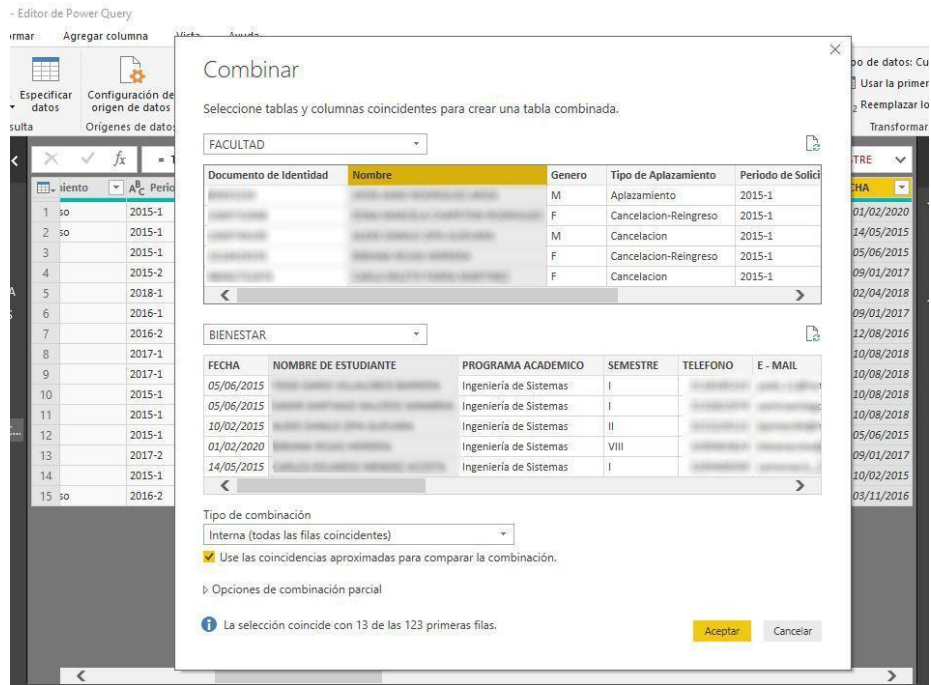 - Editor de Power Query
ormar Agregar columna Vista Ayuda
Especificar datos
Configuración de origen de datos
sulta Orígenes de datos
po de datos: Cu
Usar la primer
Reemplazar lo
Transformar
Combinar
Seleccione tablas y columnas coincidentes para crear una tabla combinada.
FACULTAD
Documento de Identidad Nombre Genero Tipo de Aplazamiento Periodo de Solici
M Aplazamiento 2015-1
F Cancelacion-Reingreso 2015-1
M Cancelacion 2015-1
F Cancelacion-Reingreso 2015-1
F Cancelacion 2015-1
BIENESTAR
FECHA NOMBRE DE ESTUDIANTE PROGRAMA ACADEMICO SEMESTRE TELEFONO E - MAIL
05/06/2015 Ingeniería de Sistemas I
05/06/2015 Ingeniería de Sistemas I
10/02/2015 Ingeniería de Sistemas II
01/02/2020 Ingeniería de Sistemas VIII
14/05/2015 Ingeniería de Sistemas I
Tipo de combinación
Interna (todas las filas coincidentes)
Use las coincidencias aproximadas para comparar la combinación.
Opciones de combinación parcial
La selección coincide con 13 de las 123 primeras filas.
Aceptar Cancelar
fx = T TRE
iento ABC Perio CHA
1 so 2015-1 01/02/2020
2 so 2015-1 14/05/2015
3 2015-1 05/06/2015
4 2015-2 09/01/2017
5 2018-1 02/04/2018
6 2016-1 09/01/2017
7 2016-2 12/08/2016
8 2017-1 10/08/2018
9 2017-1 10/08/2018
10 2015-1 10/08/2018
11 2015-1 10/08/2018
12 2015-1 05/06/2015
13 2017-2 09/01/2017
14 2015-1 10/02/2015
15 so 2016-2 03/11/2016